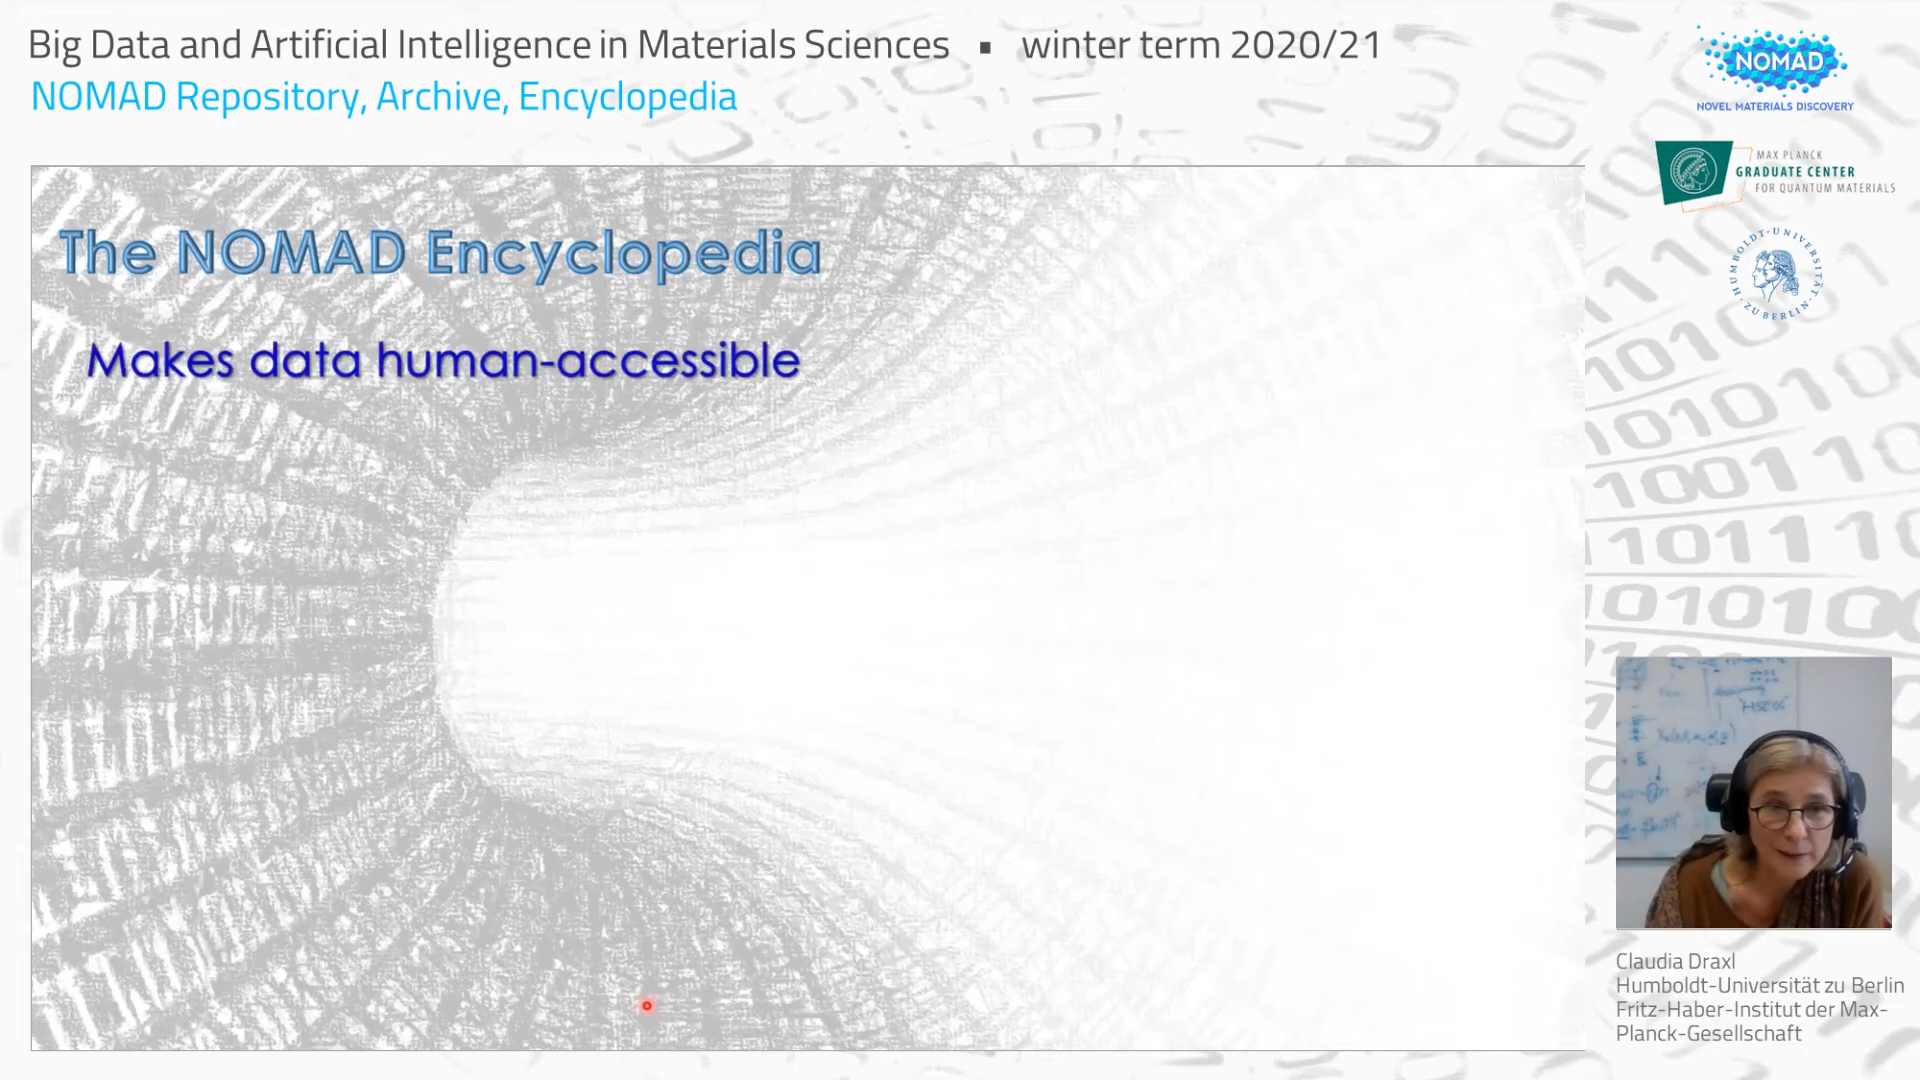 Big Data and Artificial Intelligence in Materials Sciences ▪ winter term 2020/21
NOMAD Repository, Archive, Encyclopedia
NOMAD
NOVEL MATERIALS DISCOVERY
MAX PLANCK
GRADUATE CENTER
FOR QUANTUM MATERIALS
HUMBOLDT-UNIVERSITÄT
ZU BERLIN
The NOMAD Encyclopedia
Makes data human-accessible
"HSE06"
Claudia Draxl
Humboldt-Universität zu Berlin
Fritz-Haber-Institut der Max-
Planck-Gesellschaft